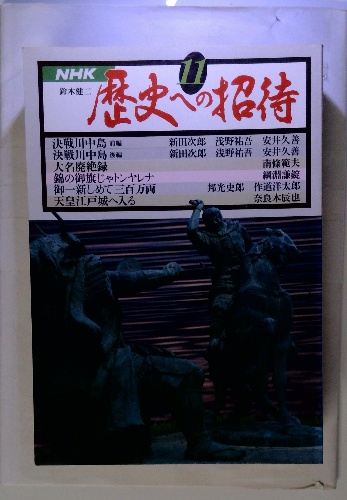 NHK
11
鈴木健二
歴史への招待
決戦川中島 前編 新田次郎 浅野祐吾 安井久善
決戦川中島 後編 新田次郎 浅野祐吾 安井久善
大名廃絶録 南條範夫
錦の御旗じゃトンヤレナ 綱淵謙錠
御一新しめて三百万両 邦光史郎 作道洋太郎
天皇江戸城へ入る 奈良本辰也